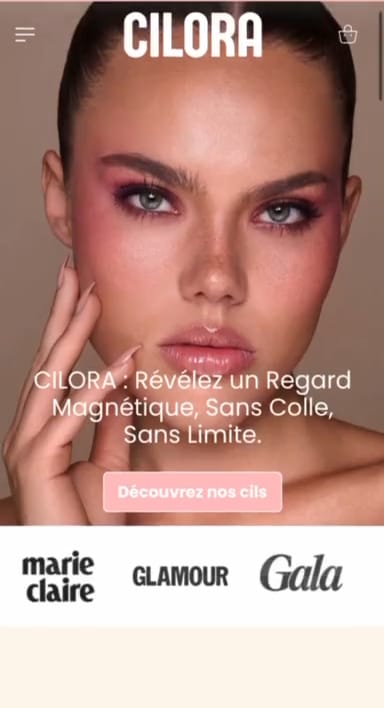 CILORA
CILORA : Révélez un Regard
Magnétique, Sans Colle,
Sans Limite.
Découvrez nos cils
marie
claire
GLAMOUR
Gala